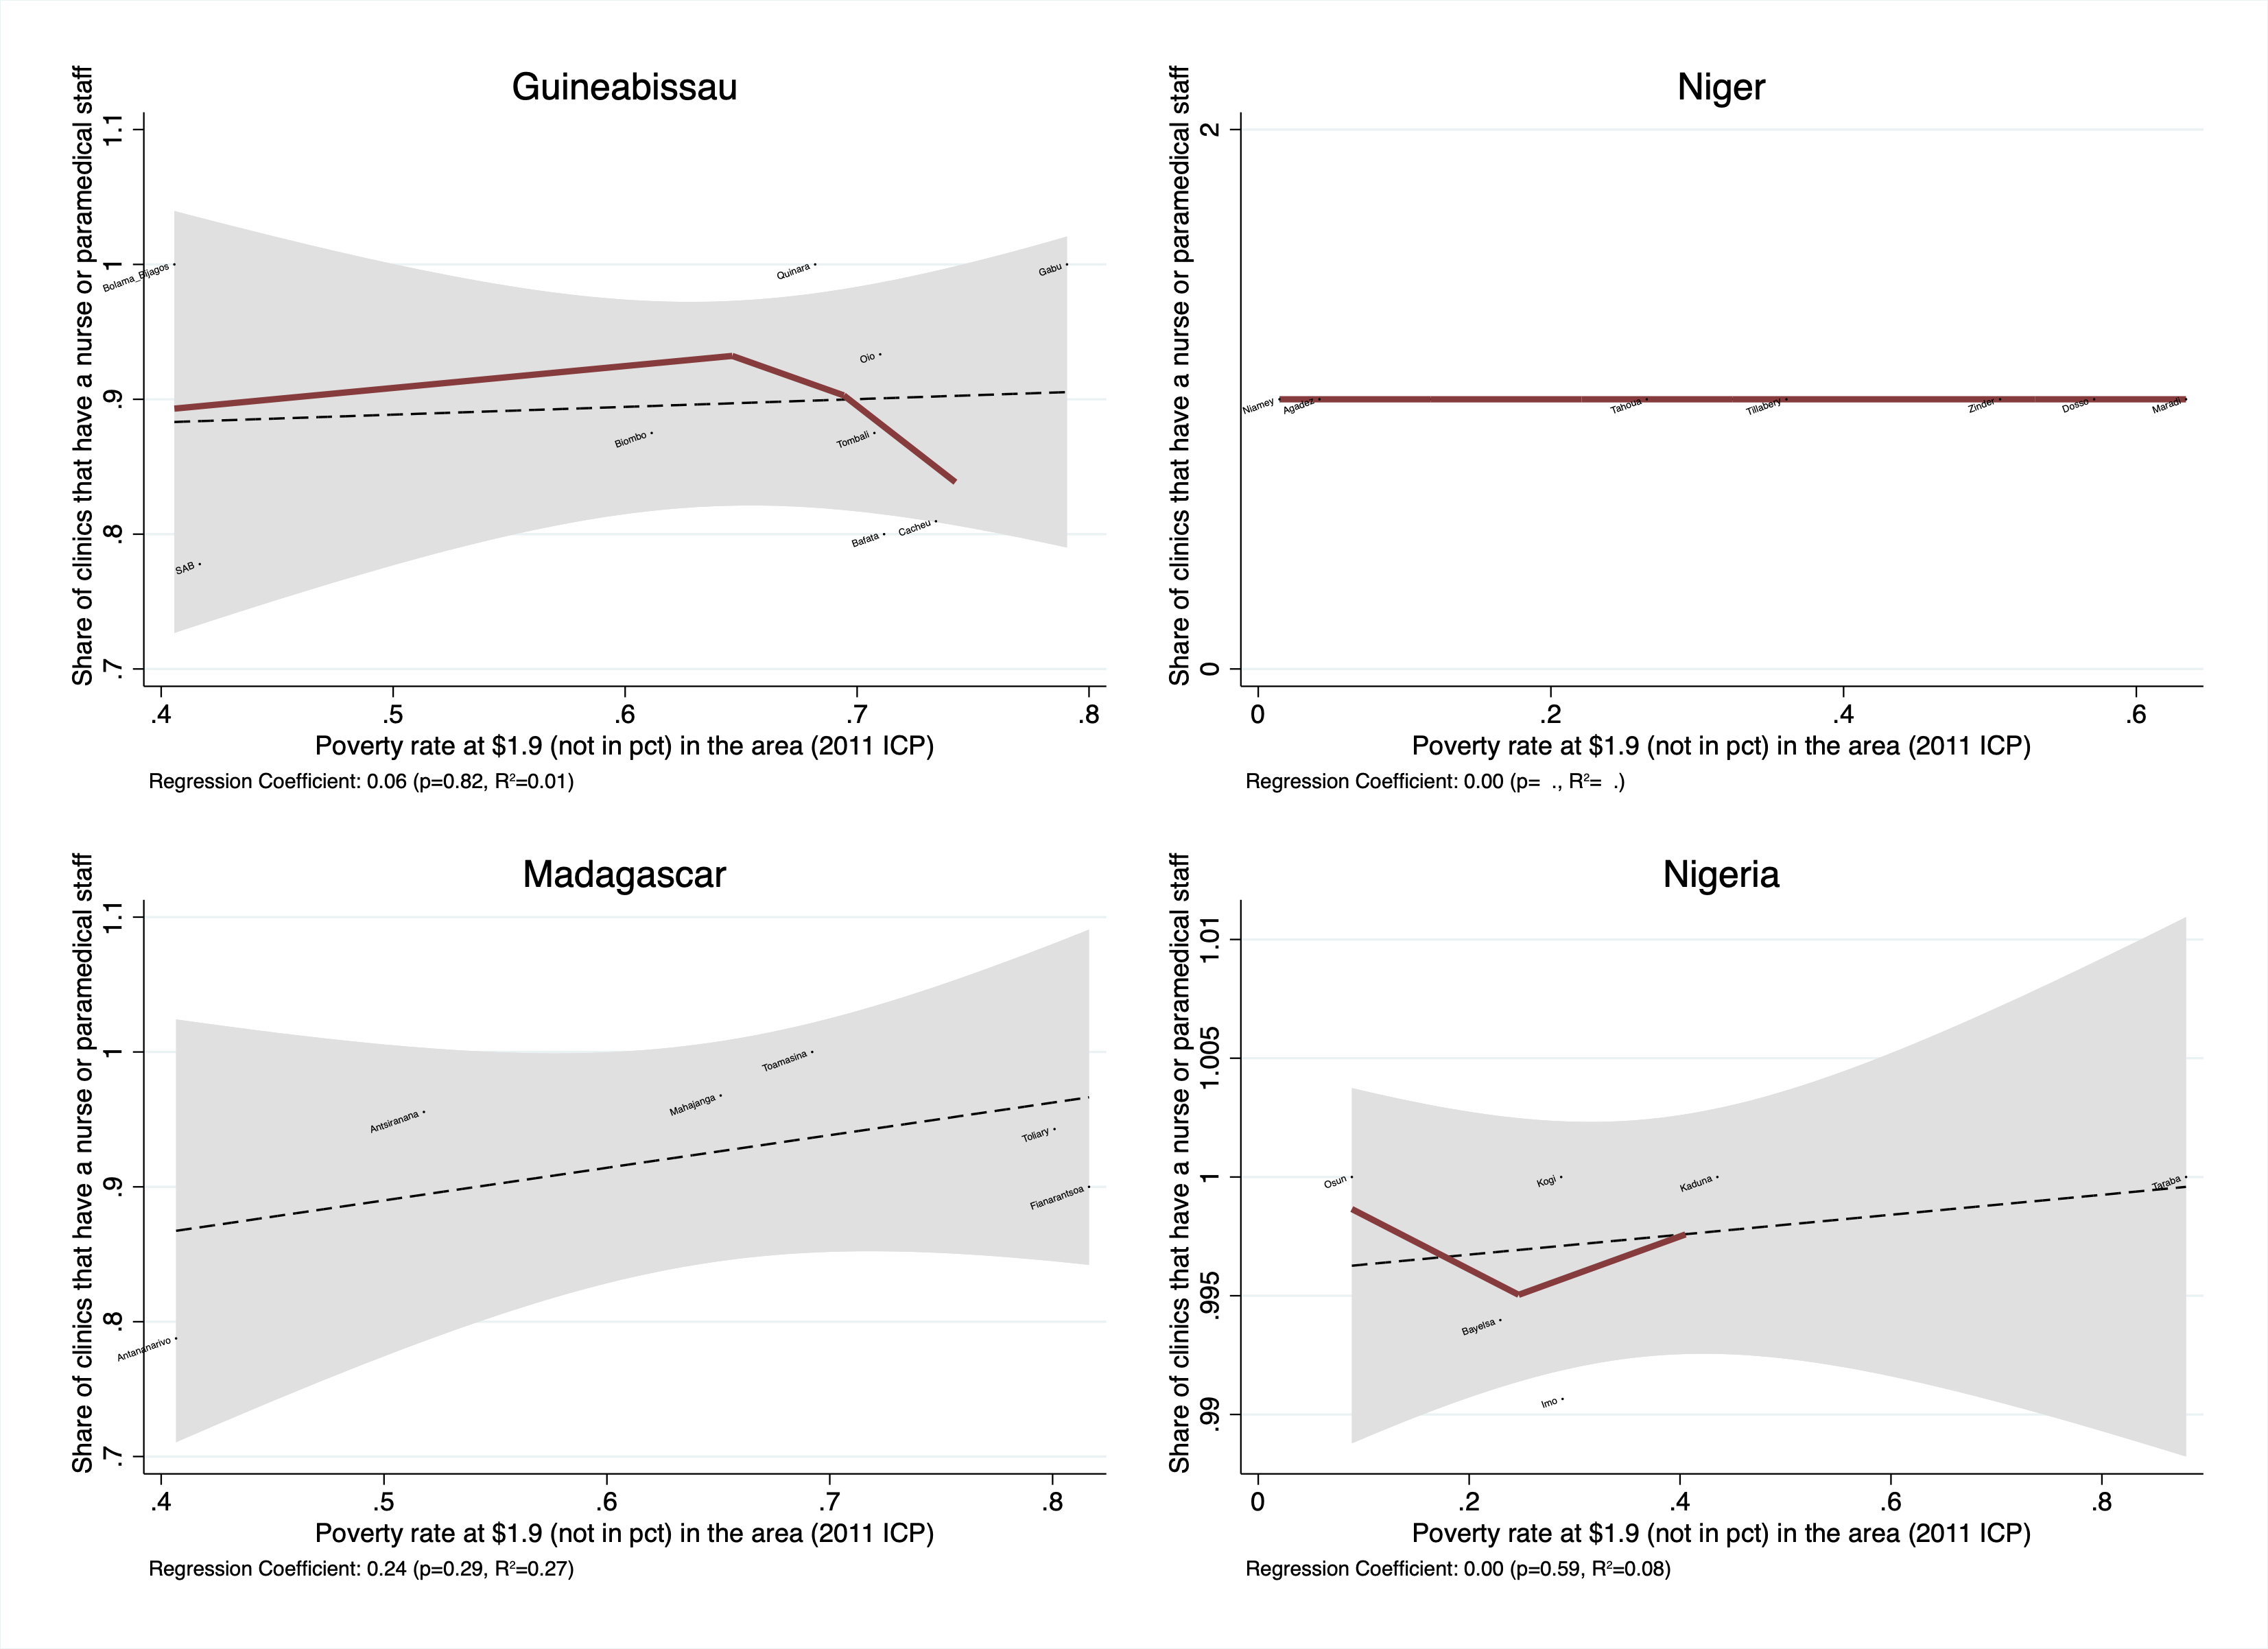 Guineabissau
Share of clinics that have a nurse or paramedical staff
1.1
1
.9
.8
.7
Bolama_Bijagos
Quinara
Gabu
Oio
Biombo
Tombali
Cacheu
Bafata
SAB
.4 .5 .6 .7 .8
Poverty rate at $1.9 (not in pct) in the area (2011 ICP)
Regression Coefficient: 0.06 (p=0.82, R²=0.01)
Niger
Share of clinics that have a nurse or paramedical staff
2
0
Niamey Agadez Tahoua Tillabery Zinder Dosso Maradi
0 .2 .4 .6
Poverty rate at $1.9 (not in pct) in the area (2011 ICP)
Regression Coefficient: 0.00 (p= ., R²= .)
Madagascar
Share of clinics that have a nurse or paramedical staff
1.1
1
.9
.8
.7
Toamasina
Mahajanga
Antsiranana
Toliary
Fianarantsoa
Antananarivo
.4 .5 .6 .7 .8
Poverty rate at $1.9 (not in pct) in the area (2011 ICP)
Regression Coefficient: 0.24 (p=0.29, R²=0.27)
Nigeria
Share of clinics that have a nurse or paramedical staff
1.01
1.005
1
.995
.99
Osun Kogi Kaduna Taraba
Bayelsa
Imo
0 .2 .4 .6 .8
Poverty rate at $1.9 (not in pct) in the area (2011 ICP)
Regression Coefficient: 0.00 (p=0.59, R²=0.08)